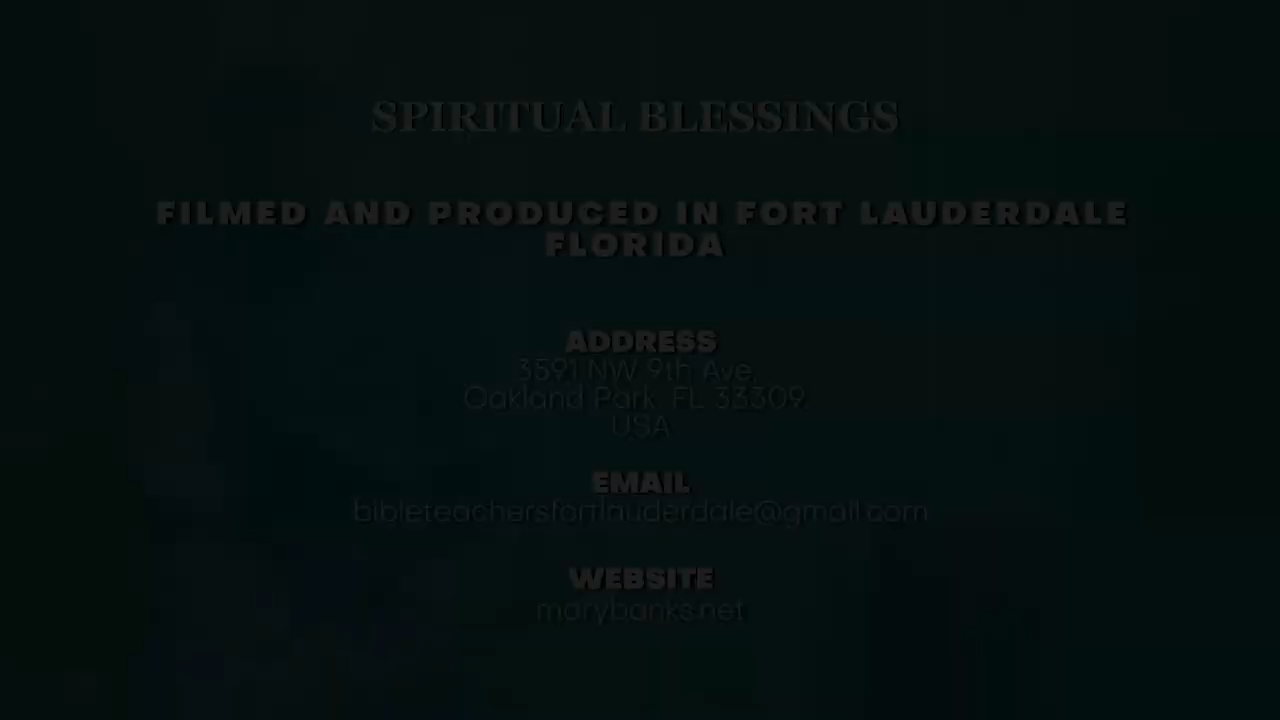 SPIRITUAL BLESSINGS
FILMED AND PRODUCED IN FORT LAUDERDALE
FLORIDA
ADDRESS
3591 NW 9th Ave
Oakland Park, FL 33309
USA
EMAIL
bibleteachersfortlauderdale@gmail.com
WEBSITE
marybanks.net